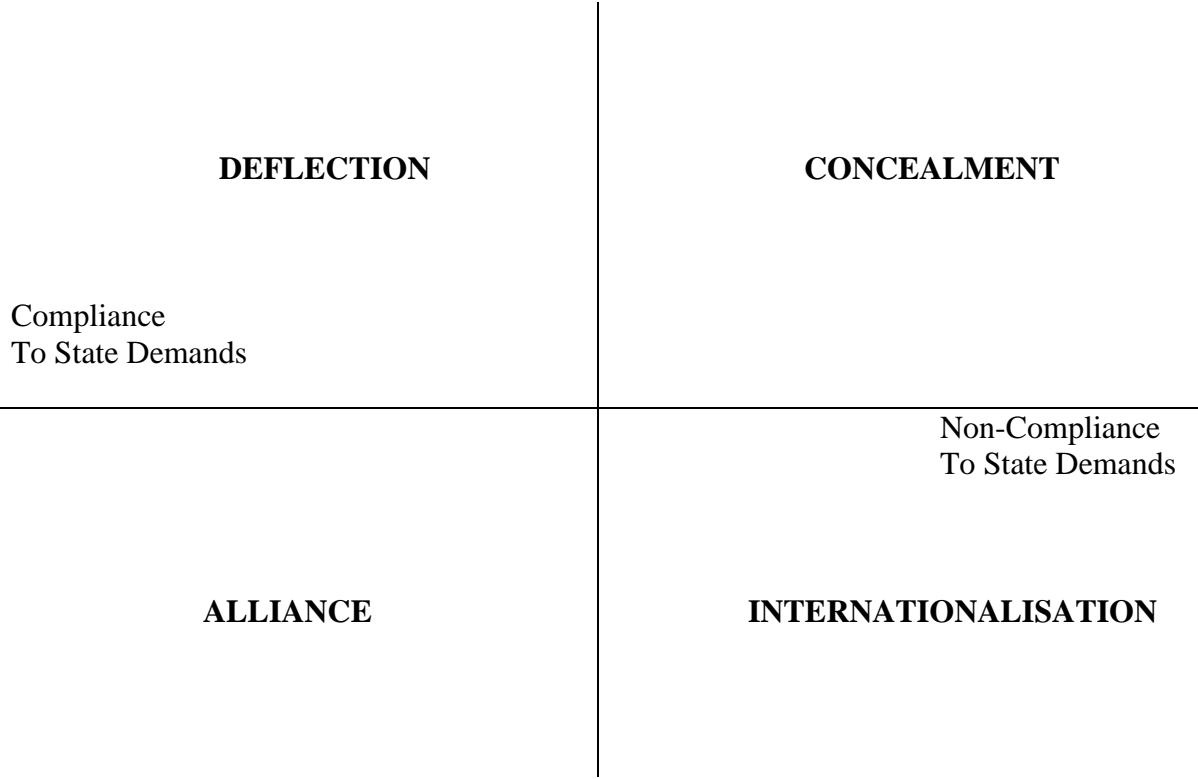 DEFLECTION
CONCEALMENT
Compliance
To State Demands
Non-Compliance
To State Demands
ALLIANCE
INTERNATIONALISATION